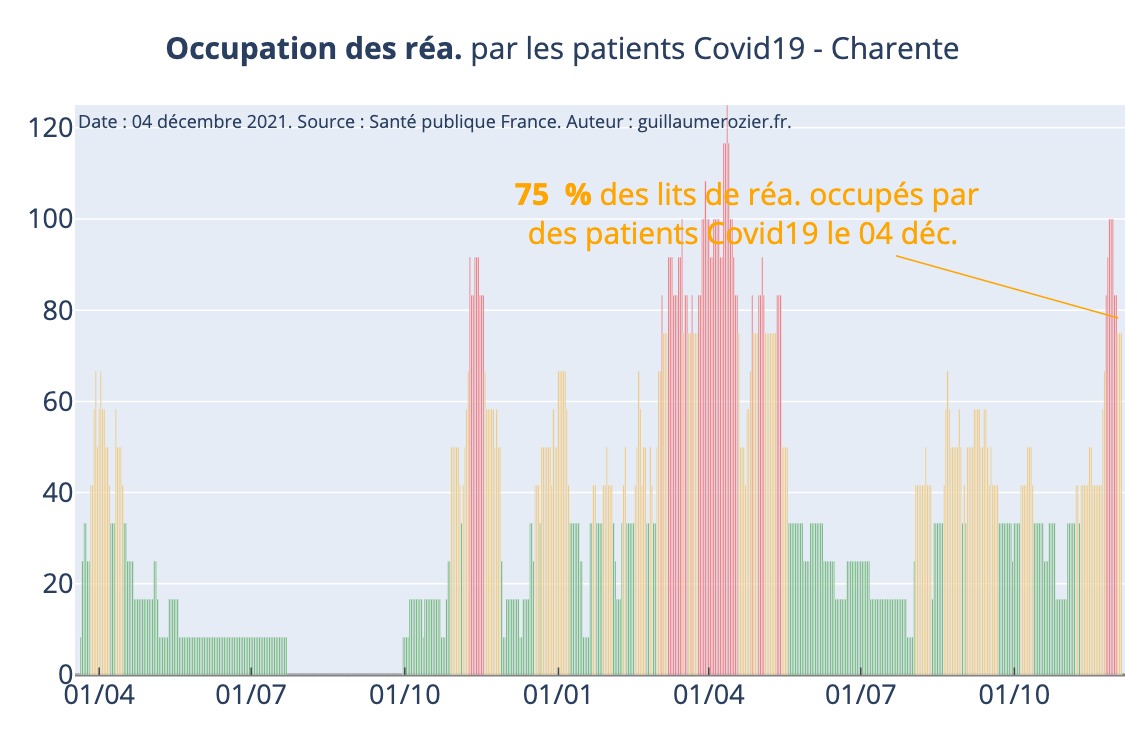 Occupation des réa. par les patients Covid19 - Charente
Date : 04 décembre 2021. Source : Santé publique France. Auteur : guillaumerozier.fr.
120
75  % des lits de réa. occupés par
des patients Covid19 le 04 déc.
100
80
60
40
20
0
01/04 01/07 01/10 01/01 01/04 01/07 01/10